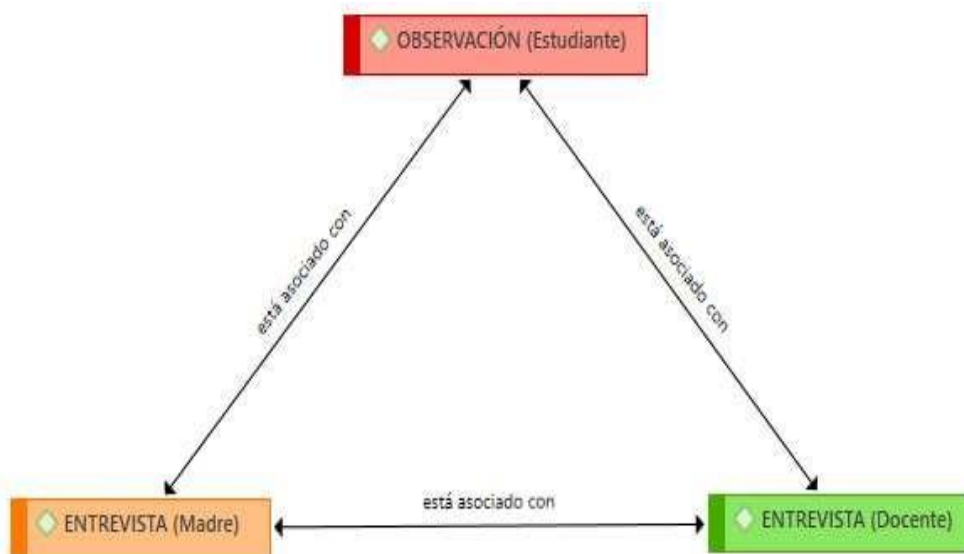 OBSERVACIÓN (Estudiante)
está asociado con
está asociado con
está asociado con
ENTREVISTA (Madre)
ENTREVISTA (Docente)